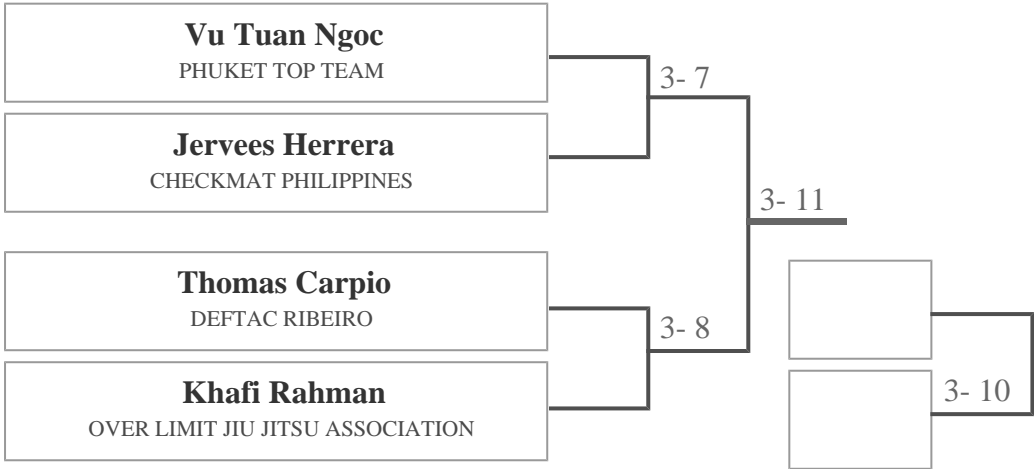 Vu Tuan Ngoc
PHUKET TOP TEAM
3- 7
Jervees Herrera
CHECKMAT PHILIPPINES
3- 11
Thomas Carpio
DEFTAC RIBEIRO
3- 8
Khafi Rahman
OVER LIMIT JIU JITSU ASSOCIATION
3- 10